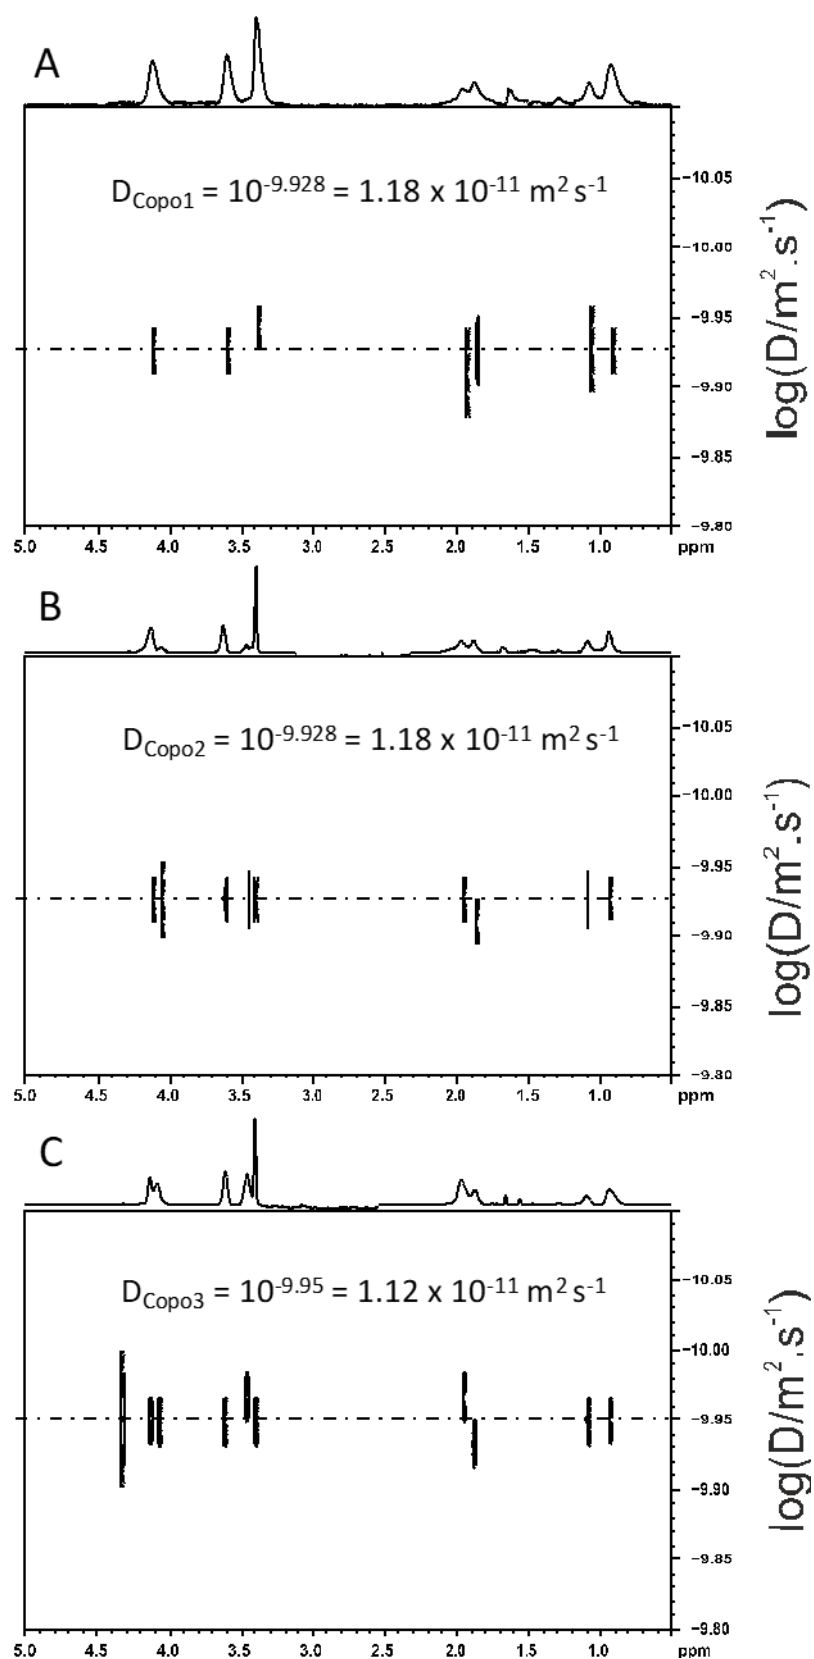 A
D_Copo1 = 10^-9.928 = 1.18 x 10^-11 m^2 s^-1
−10.05
−10.00
−9.95
−9.90
−9.85
−9.80
log(D/m^2.s^-1)
5.0 4.5 4.0 3.5 3.0 2.5 2.0 1.5 1.0 ppm
B
D_Copo2 = 10^-9.928 = 1.18 x 10^-11 m^2 s^-1
−10.05
−10.00
−9.95
−9.90
−9.85
−9.80
log(D/m^2.s^-1)
5.0 4.5 4.0 3.5 3.0 2.5 2.0 1.5 1.0 ppm
C
D_Copo3 = 10^-9.95 = 1.12 x 10^-11 m^2 s^-1
−10.05
−10.00
−9.95
−9.90
−9.85
−9.80
log(D/m^2.s^-1)
5.0 4.5 4.0 3.5 3.0 2.5 2.0 1.5 1.0 ppm